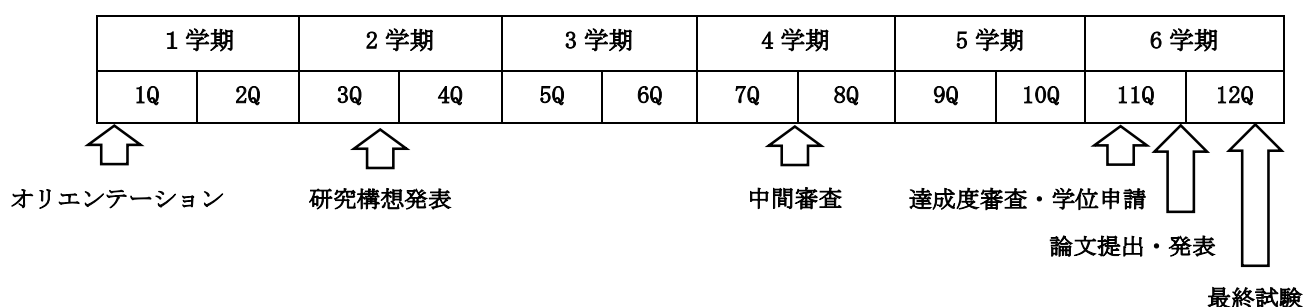 1学期 2学期 3学期 4学期 5学期 6学期
1Q 2Q 3Q 4Q 5Q 6Q 7Q 8Q 9Q 10Q 11Q 12Q
オリエンテーション 研究構想発表 中間審査 達成度審査・学位申請
論文提出・発表
最終試験